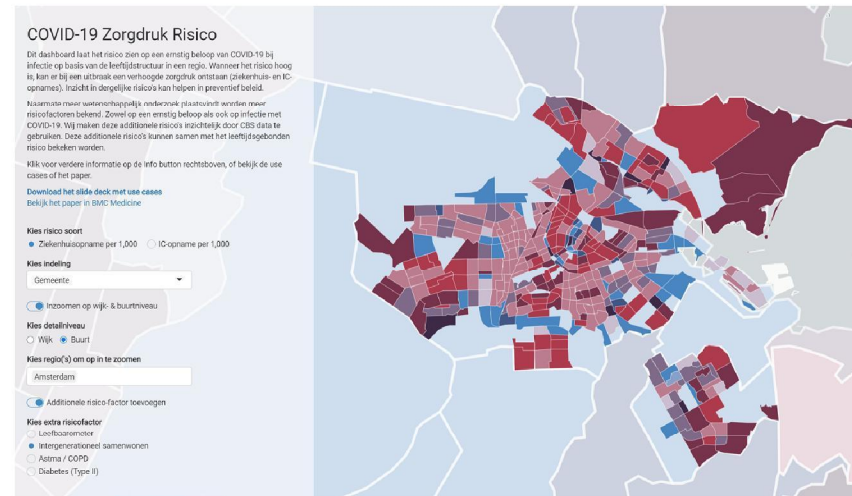 COVID-19 Zorgdruk Risico
Dit dashboard laat het risico zien op een ernstig beloop van COVID-19 bij
infectie op basis van de leeftijdstructuur in een regio. Wanneer het risico hoog
is, kan er bij een uitbraak een verhoogde zorgdruk ontstaan (ziekenhuis- en IC-
opnames). Inzicht in dergelijke risico's kan helpen in preventief beleid.
Naarmate meer wetenschappelijk onderzoek plaatsvindt worden meer
risicofactoren bekend. Zowel op een ernstig beloop als ook op infectie met
COVID-19. Wij maken deze additionele risico's inzichtelijk door CBS data te
gebruiken. Deze additionele risico's kunnen samen met het leeftijdsgebonden
risico bekeken worden.
Klik voor verdere informatie op de Info button rechtsboven, of bekijk de use
cases of het paper.
Download het slide deck met use cases
Bekijk het paper in BMC Medicine
Kies risico soort
Ziekenhuisopname per 1,000 IC-opname per 1,000
Kies indeling
Gemeente
Inzoomen op wijk- & buurtniveau
Kies detailniveau
Wijk Buurt
Kies regio('s) om op in te zoomen
Amsterdam
Additionele risico-factor toevoegen
Kies extra risicofactor
Leefbaarometer
Intergenerationeel samenwonen
Astma / COPD
Diabetes (Type II)